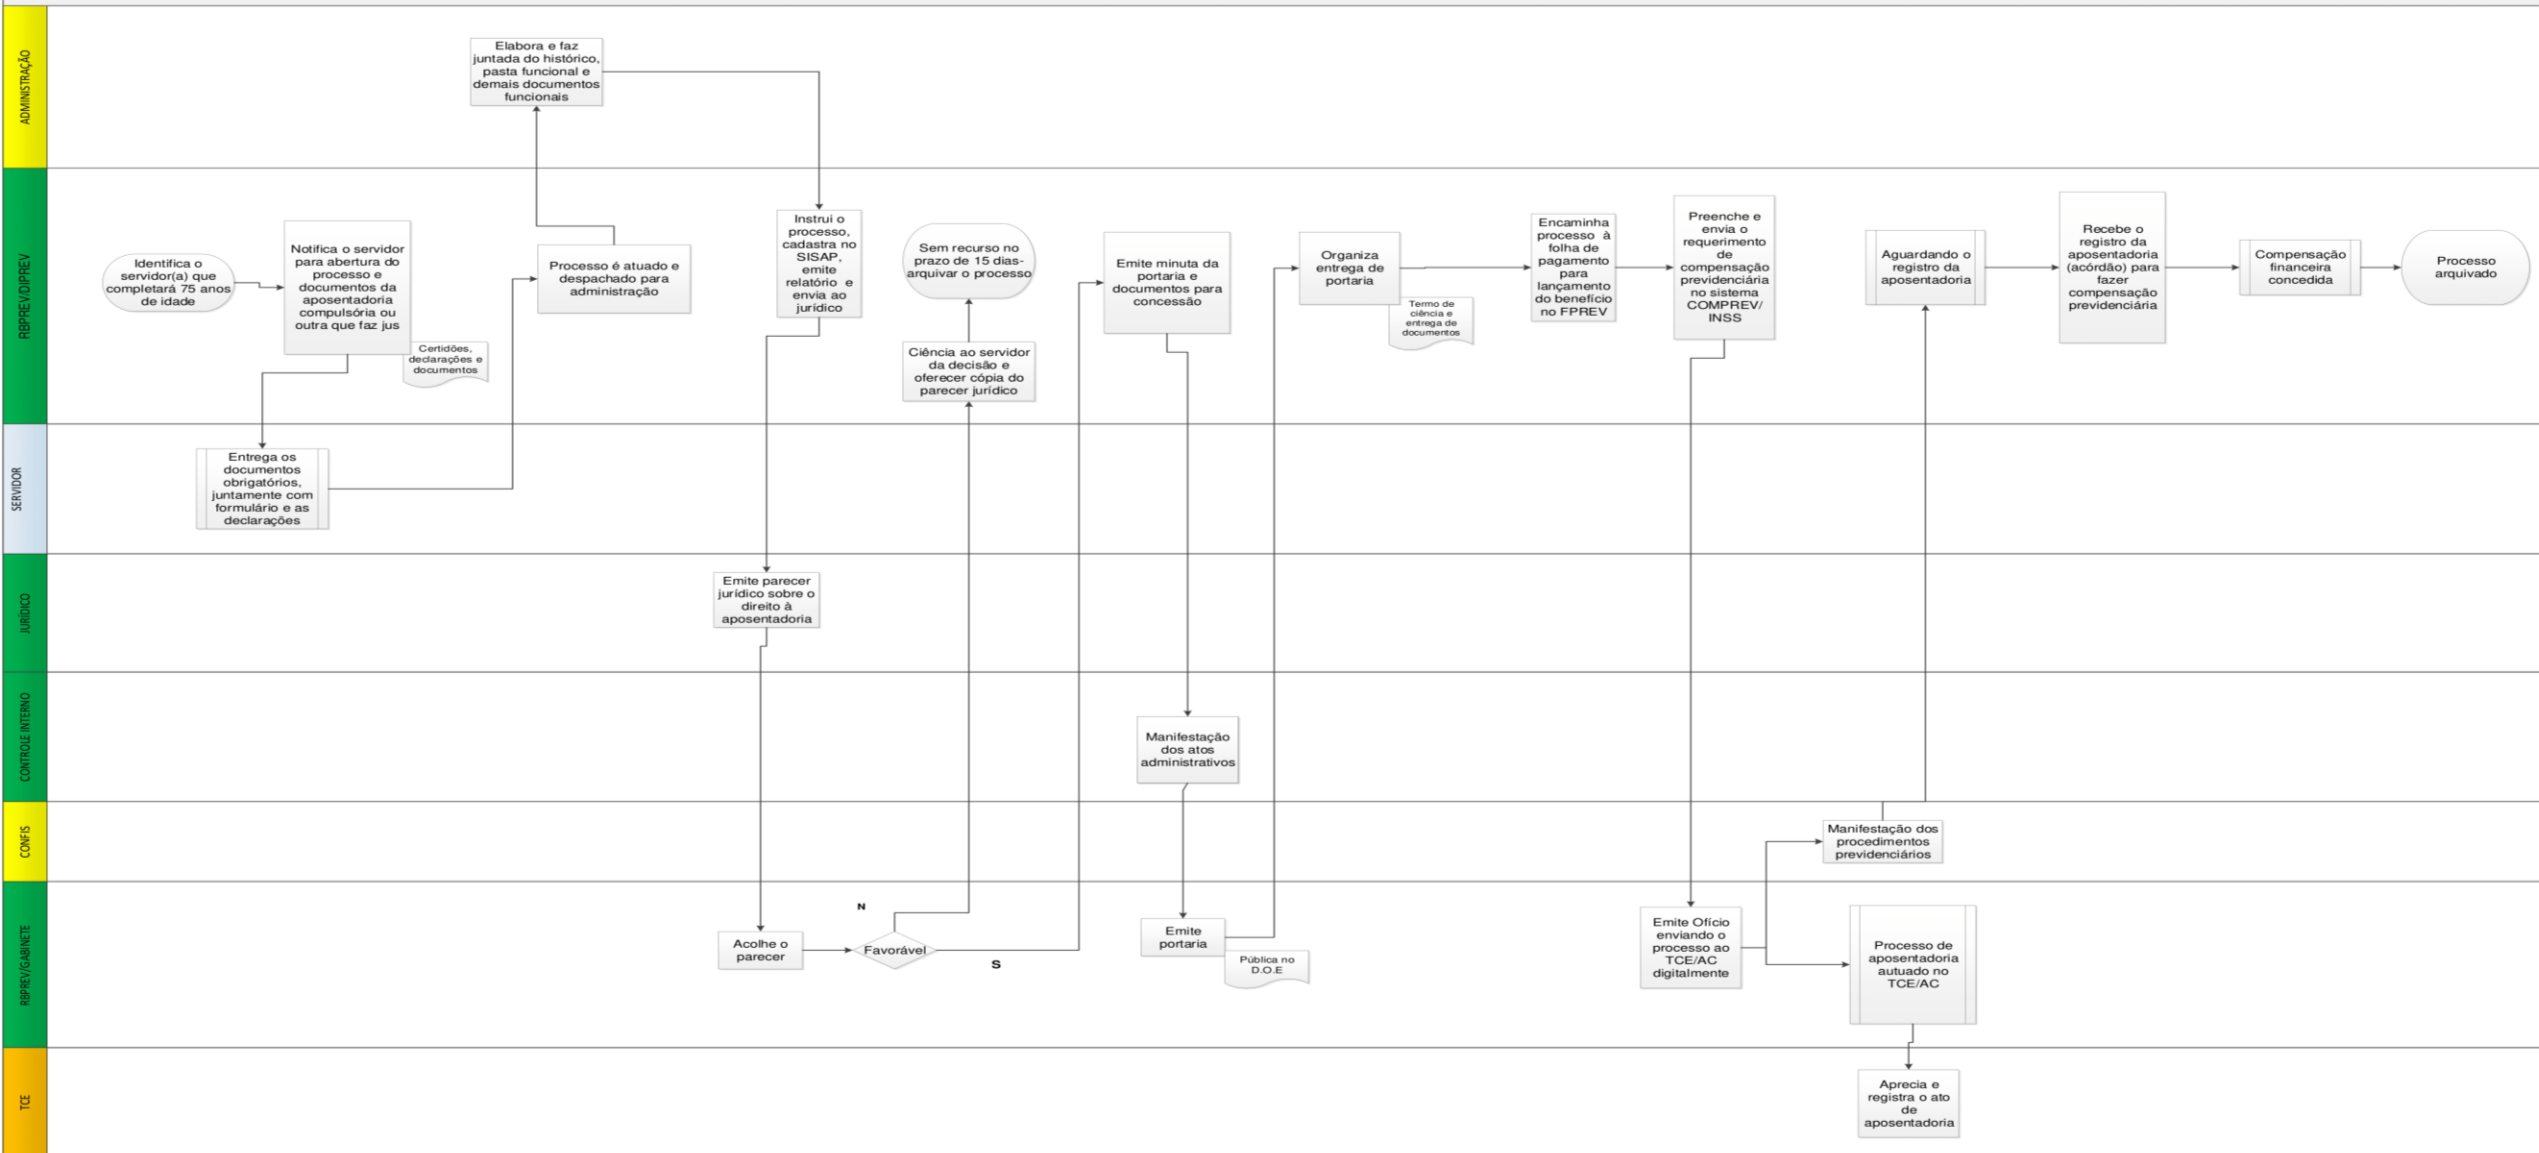 ADMINISTRAÇÃO
Elabora e faz
juntada do histórico,
pasta funcional e
demais documentos
funcionais
RBPREV/DIPREV
Identifica o
servidor(a) que
completará 75 anos
de idade
Notifica o servidor
para abertura do
processo e
documentos da
aposentadoria
compulsória ou
outra que faz jus
Certidões,
declarações e
documentos
Processo é atuado e
despachado para
administração
Instrui o
processo,
cadastra no
SISAP,
emite
relatório e
envia ao
jurídico
Sem recurso no
prazo de 15 dias-
arquivar o processo
Ciência ao servidor
da decisão e
oferecer cópia do
parecer jurídico
Emite minuta da
portaria e
documentos para
concessão
Organiza
entrega de
portaria
Termo de
ciência e
entrega de
documentos
Encaminha
processo à
folha de
pagamento
para
lançamento
do benefício
no FPREV
Preenche e
envia o
requerimento
de
compensação
previdenciária
no sistema
COMPREV/
INSS
Aguardando o
registro da
aposentadoria
Recebe o
registro da
aposentadoria
(acórdão) para
fazer
compensação
previdenciária
Compensação
financeira
concedida
Processo
arquivado
SERVIDOR
Entrega os
documentos
obrigatórios,
juntamente com
formulário e as
declarações
JURÍDICO
Emite parecer
jurídico sobre o
direito à
aposentadoria
CONTROLE INTERNO
Manifestação
dos atos
administrativos
CONFIS
Manifestação dos
procedimentos
previdenciários
RBPREV/GABINETE
Acolhe o
parecer
Favorável
N
S
Emite
portaria
Pública no
D.O.E
Emite Ofício
enviando o
processo ao
TCE/AC
digitalmente
Processo de
aposentadoria
autuado no
TCE/AC
TCE
Aprecia e
registra o ato
de
aposentadoria